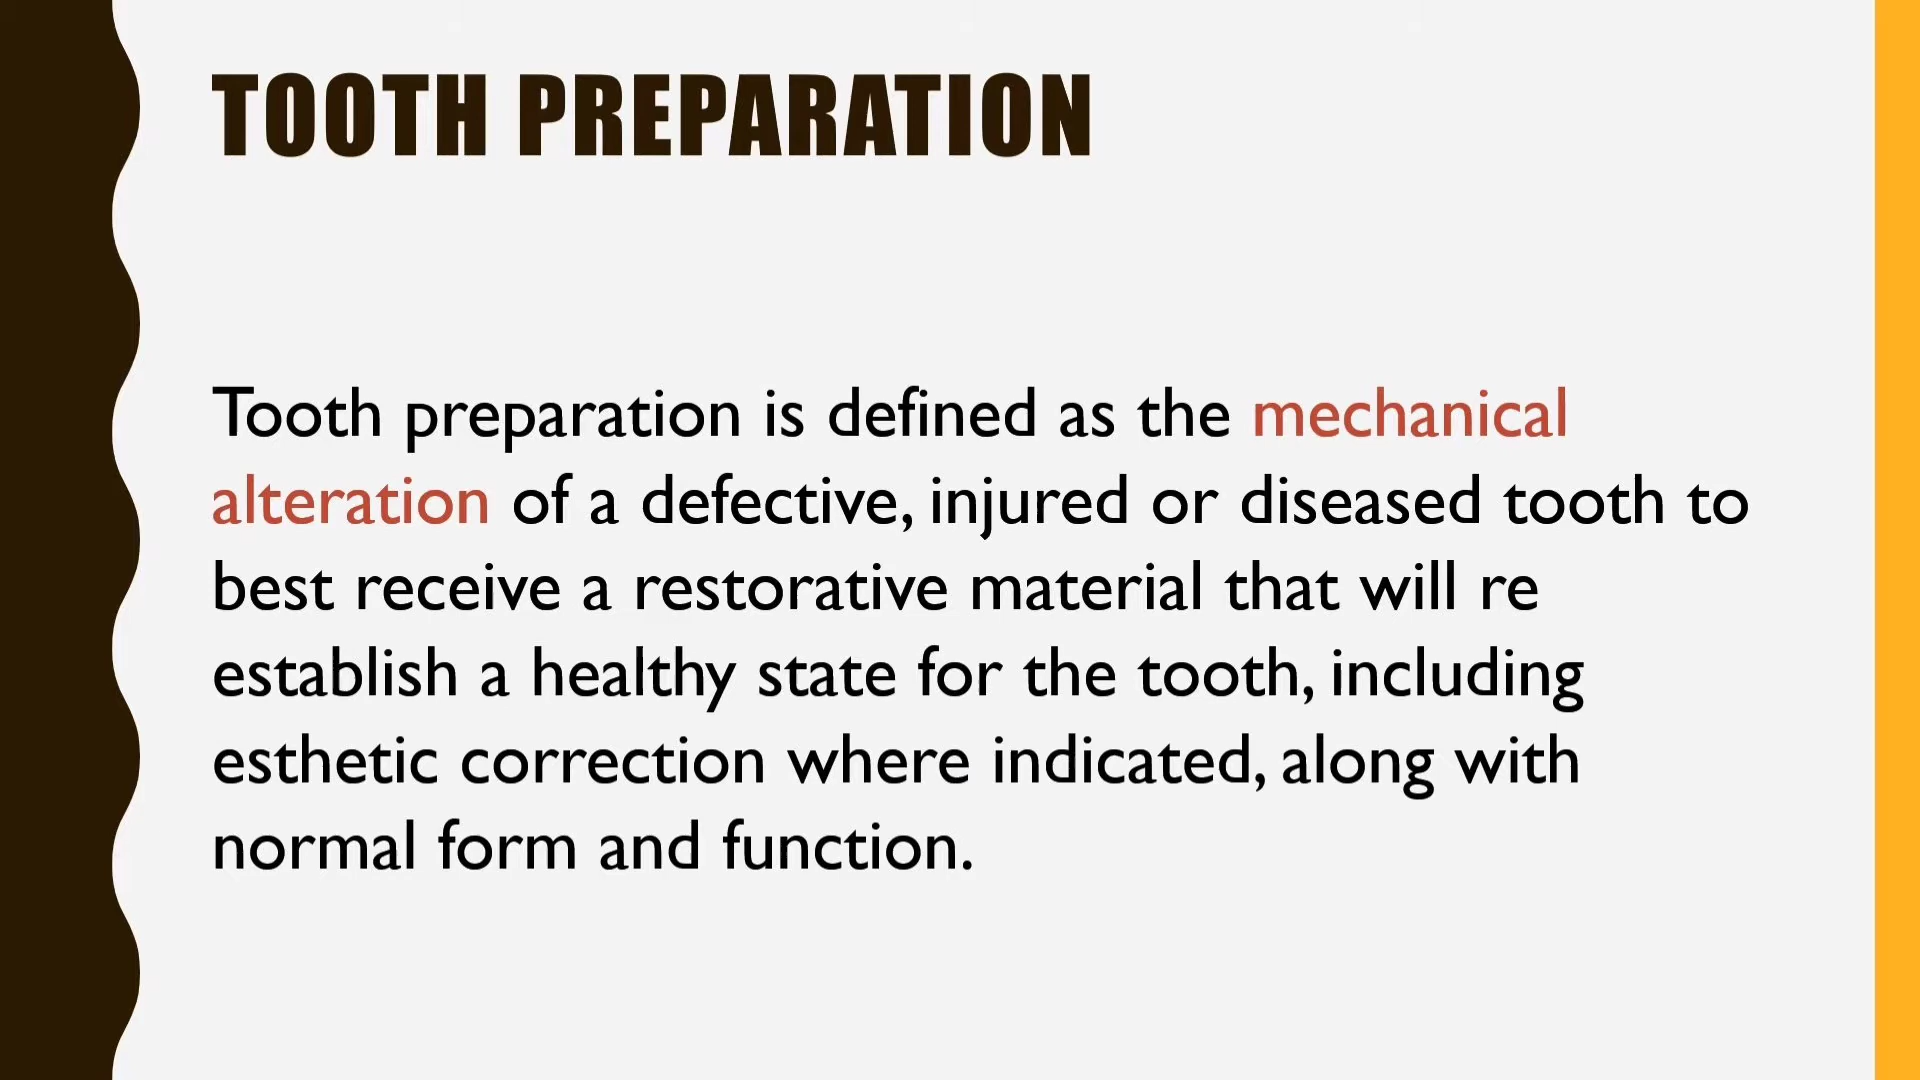 TOOTH PREPARATION
Tooth preparation is defined as the mechanical
alteration of a defective, injured or diseased tooth to
best receive a restorative material that will re
establish a healthy state for the tooth, including
esthetic correction where indicated, along with
normal form and function.